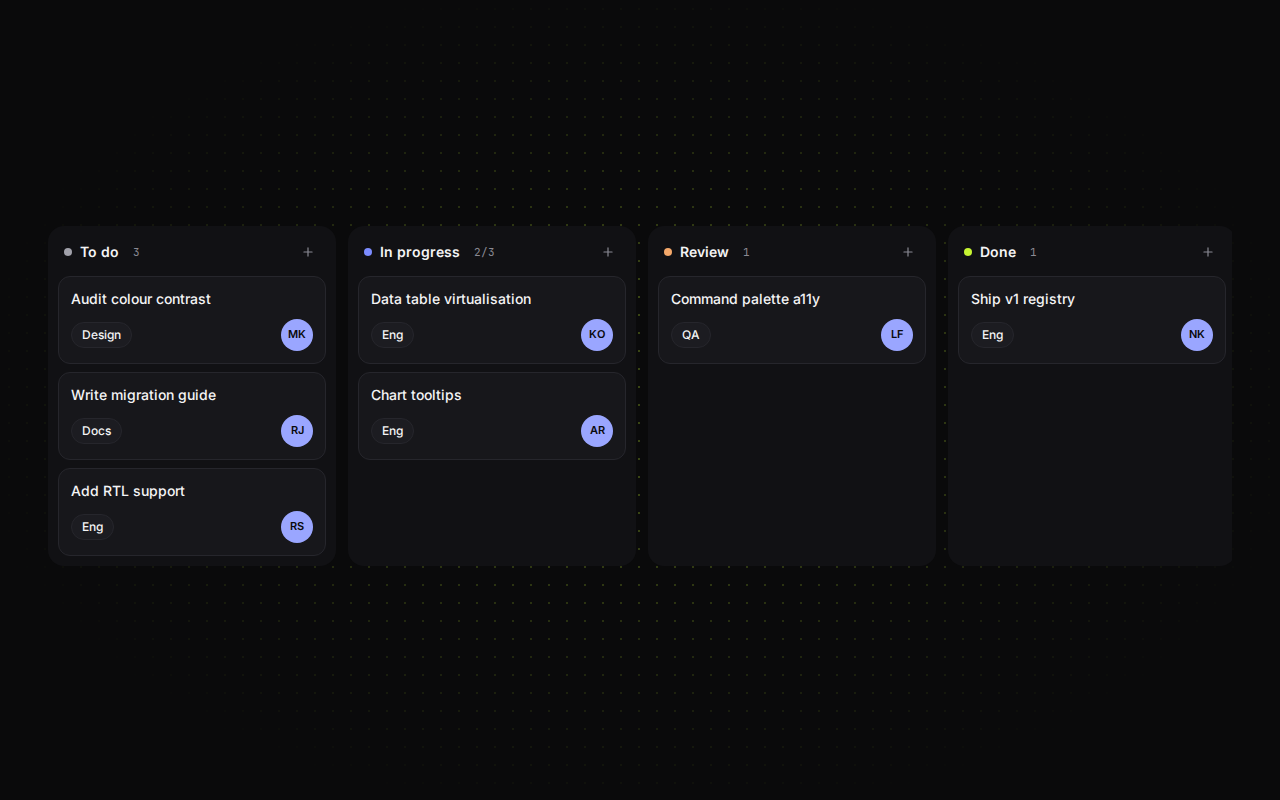 To do 3
Audit colour contrast
Design MK
Write migration guide
Docs RJ
Add RTL support
Eng RS
In progress 2/3
Data table virtualisation
Eng KO
Chart tooltips
Eng AR
Review 1
Command palette a11y
QA LF
Done 1
Ship v1 registry
Eng NK